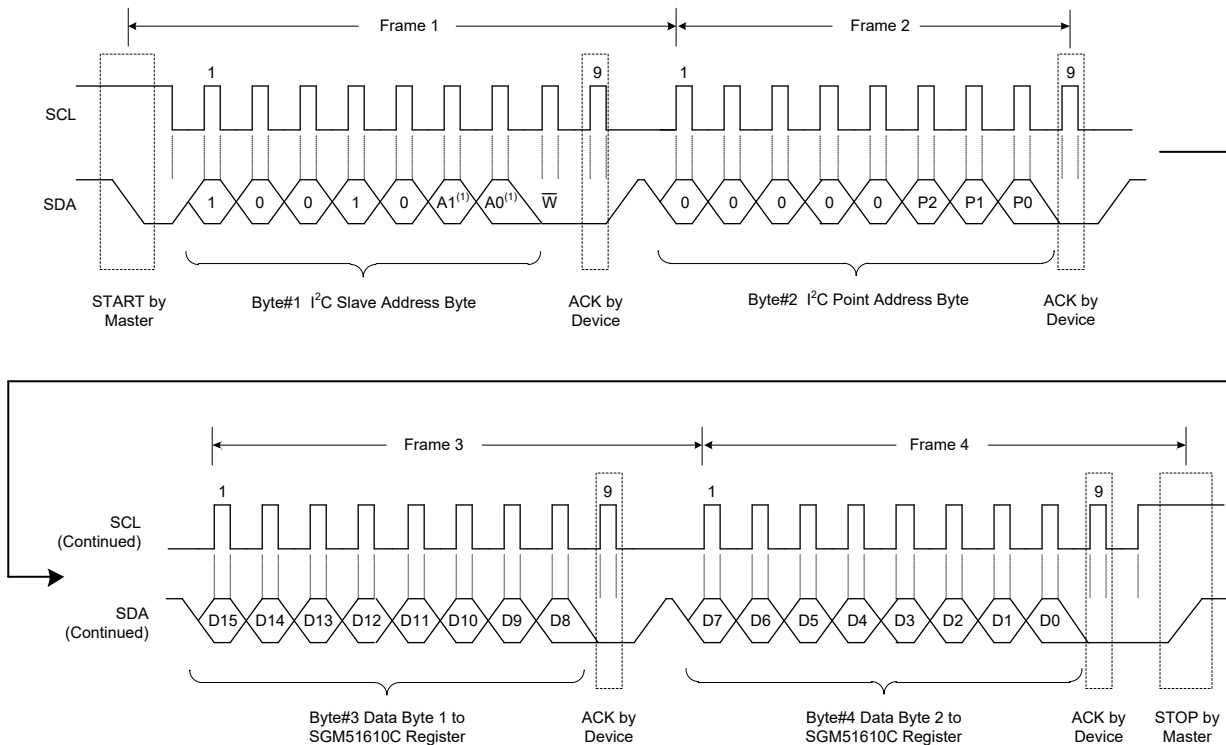 Frame 1 Frame 2
1 9 1 9
SCL
SDA 1 0 0 1 0 A1(1) A0(1) W̅ 0 0 0 0 0 P2 P1 P0
START by
Master
Byte#1 I²C Slave Address Byte
ACK by
Device
Byte#2 I²C Point Address Byte
ACK by
Device
Frame 3 Frame 4
1 9 1 9
SCL
(Continued)
SDA
(Continued)
D15 D14 D13 D12 D11 D10 D9 D8 D7 D6 D5 D4 D3 D2 D1 D0
Byte#3 Data Byte 1 to
SGM51610C Register
ACK by
Device
Byte#4 Data Byte 2 to
SGM51610C Register
ACK by
Device
STOP by
Master